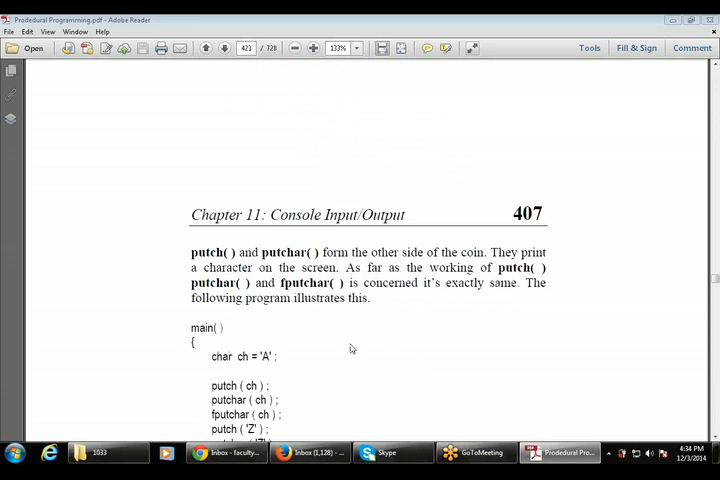 Prodedural Programming.pdf - Adobe Reader
File Edit View Window Help
Open 423 / 728 133% Tools Fill & Sign Comment
Chapter 11: Console Input/Output 407
putch( ) and putchar( ) form the other side of the coin. They print
a character on the screen. As far as the working of putch( )
putchar( ) and fputchar( ) is concerned it's exactly same. The
following program illustrates this.
main( )
{
char ch = 'A' ;
putch ( ch ) ;
putchar ( ch ) ;
fputchar ( ch ) ;
putch ( 'Z' ) ;
1033 Inbox - faculty... Inbox (1,128) - ... Skype GoToMeeting Prodedural Pro... 4:34 PM
12/3/2014